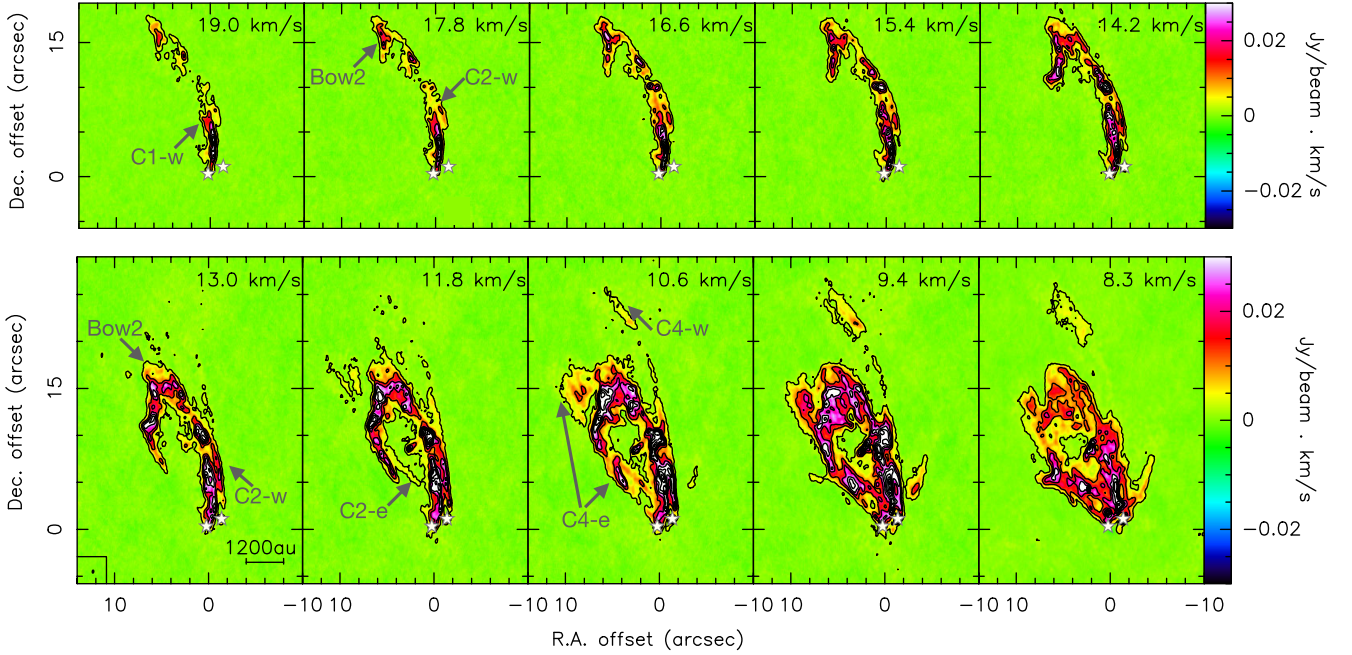 19.0 km/s
17.8 km/s
16.6 km/s
15.4 km/s
14.2 km/s
Bow2
C2-w
C1-w
15
0
Dec. offset (arcsec)
0.02
0
−0.02
Jy/beam . km/s
13.0 km/s
11.8 km/s
10.6 km/s
9.4 km/s
8.3 km/s
Bow2
C4-w
C2-w
C2-e
C4-e
1200au
15
0
Dec. offset (arcsec)
0.02
0
−0.02
Jy/beam . km/s
10 0 −10 10 0 −10 10 0 −10 10 0 −10 10 0 −10
R.A. offset (arcsec)